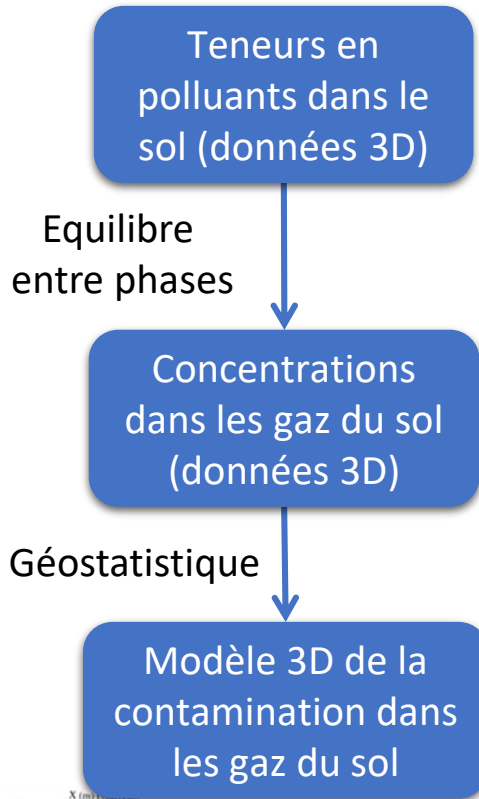 Teneurs en
polluants dans le
sol (données 3D)
Equilibre
entre phases
Concentrations
dans les gaz du sol
(données 3D)
Géostatistique
Modèle 3D de la
contamination dans
les gaz du sol
X (m)